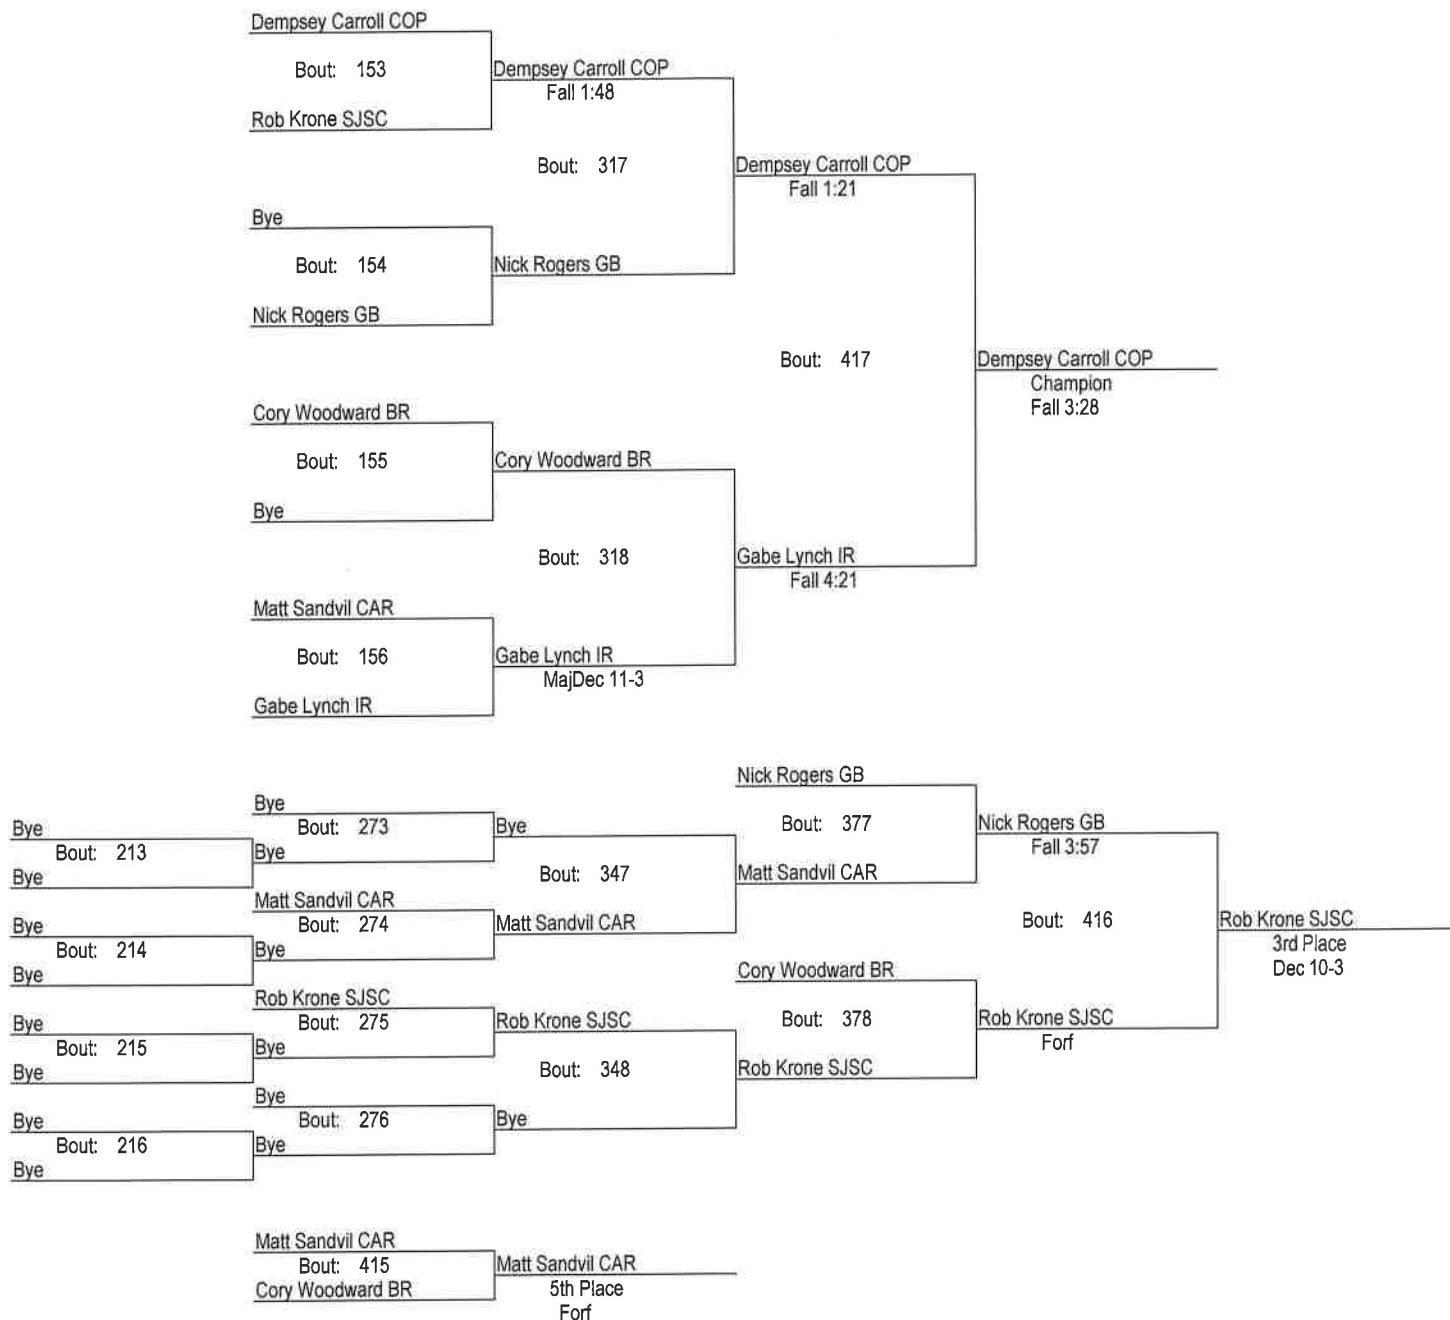 Dempsey Carroll COP
Bout: 153
Dempsey Carroll COP
Fall 1:48
Rob Krone SJSC
Bout: 317
Dempsey Carroll COP
Fall 1:21
Bye
Bout: 154
Nick Rogers GB
Nick Rogers GB
Bout: 417
Dempsey Carroll COP
Champion
Fall 3:28
Cory Woodward BR
Bout: 155
Cory Woodward BR
Bye
Bout: 318
Gabe Lynch IR
Fall 4:21
Matt Sandvil CAR
Bout: 156
Gabe Lynch IR
MajDec 11-3
Gabe Lynch IR
Nick Rogers GB
Bye
Bout: 273
Bye
Bout: 377
Nick Rogers GB
Fall 3:57
Bye
Bout: 213
Bye
Bye
Bout: 347
Matt Sandvil CAR
Matt Sandvil CAR
Bout: 274
Matt Sandvil CAR
Bout: 416
Rob Krone SJSC
3rd Place
Dec 10-3
Bye
Bout: 214
Bye
Bye
Cory Woodward BR
Rob Krone SJSC
Bout: 275
Rob Krone SJSC
Bout: 378
Rob Krone SJSC
Forf
Bye
Bout: 215
Bye
Bye
Bout: 348
Rob Krone SJSC
Bye
Bout: 276
Bye
Bye
Bout: 216
Bye
Bye
Matt Sandvil CAR
Bout: 415
Matt Sandvil CAR
5th Place
Forf
Cory Woodward BR